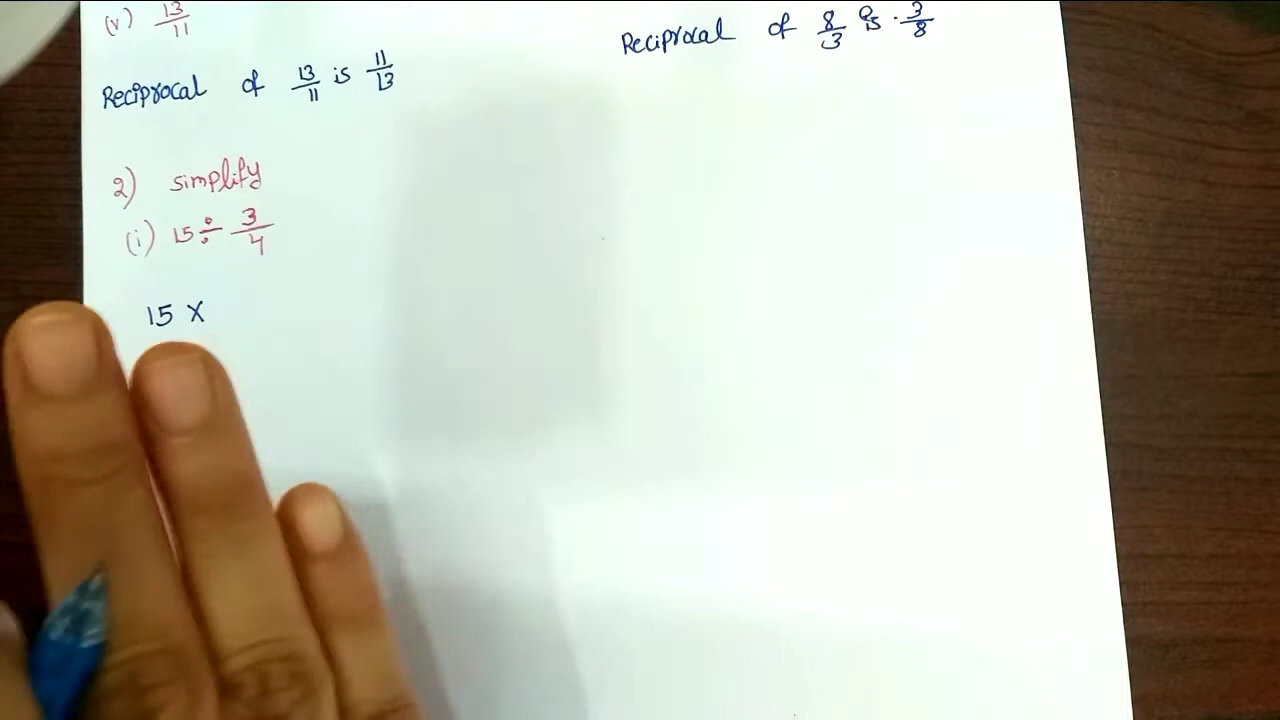 (v) 13/11
Reciprocal of 13/11 is 11/13
Reciprocal of 8/3 is . 3/8
2) simplify
(i) 15 ÷ 3/4
15 X